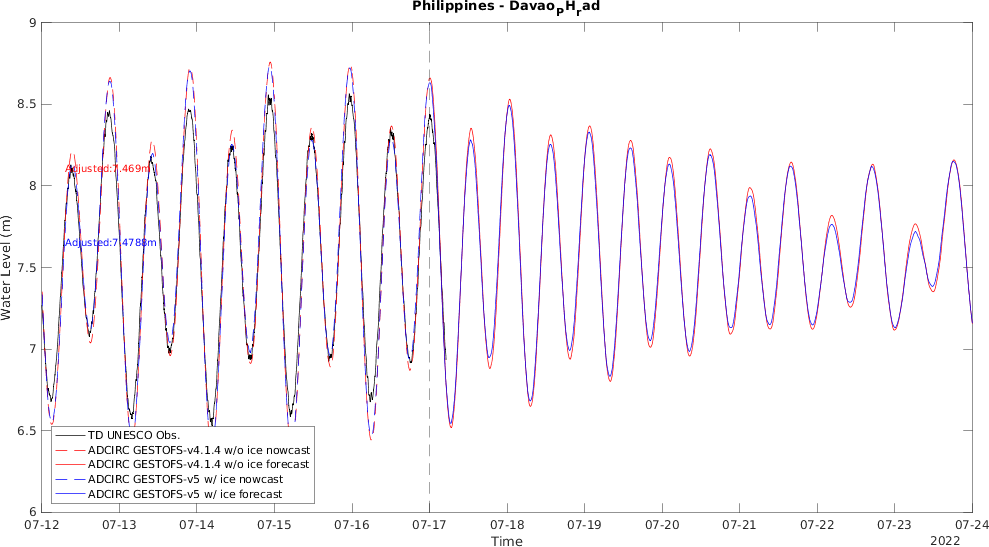 Philippines - DavaopHrad
Water Level (m)
9
8.5
8
7.5
7
6.5
6
Adjusted:7.469m
Adjusted:7.4788m
TD UNESCO Obs.
ADCIRC GESTOFS-v4.1.4 w/o ice nowcast
ADCIRC GESTOFS-v4.1.4 w/o ice forecast
ADCIRC GESTOFS-v5 w/ ice nowcast
ADCIRC GESTOFS-v5 w/ ice forecast
07-12 07-13 07-14 07-15 07-16 07-17 07-18 07-19 07-20 07-21 07-22 07-23 07-24
Time
2022